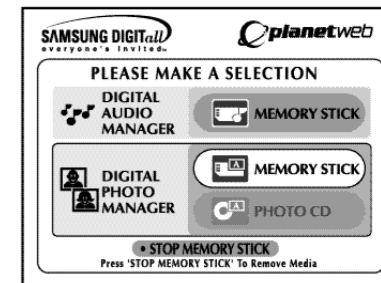 SAMSUNG DIGITall
everyone's invited™
planetweb
PLEASE MAKE A SELECTION
DIGITAL
AUDIO
MANAGER
MEMORY STICK
DIGITAL
PHOTO
MANAGER
MEMORY STICK
PHOTO CD
• STOP MEMORY STICK
Press 'STOP MEMORY STICK' To Remove Media